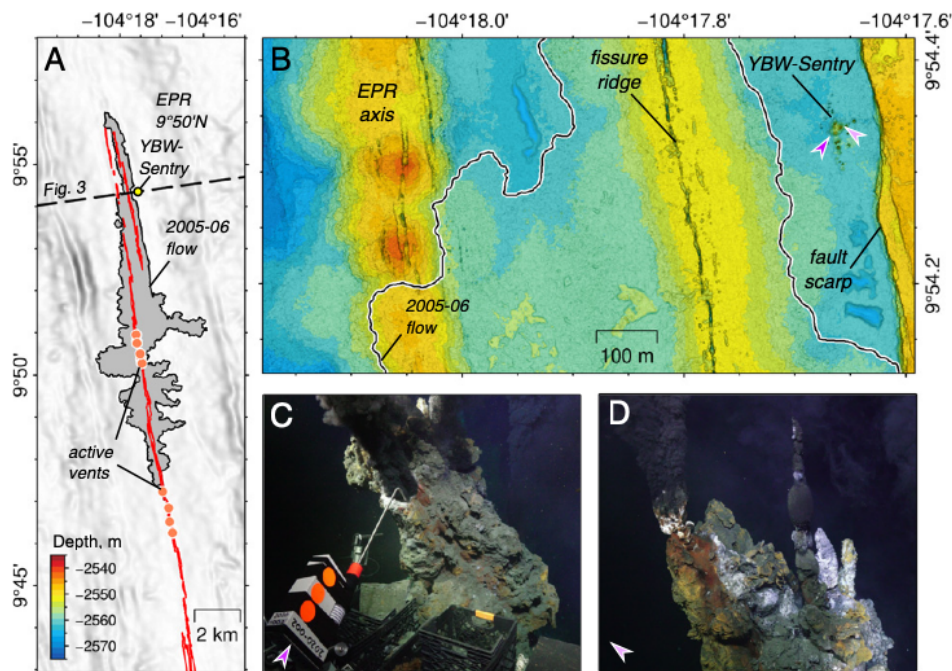 −104°18' −104°16'
A
EPR
9°50'N
YBW-
Sentry
Fig. 3
2005-06
flow
active
vents
Depth, m
−2540
−2550
−2560
−2570
2 km
9°55'
9°50'
9°45'
−104°18.0' −104°17.8' −104°17.6'
B
EPR
axis
fissure
ridge
YBW-Sentry
2005-06
flow
100 m
fault
scarp
9°54.4'
9°54.2'
C
D